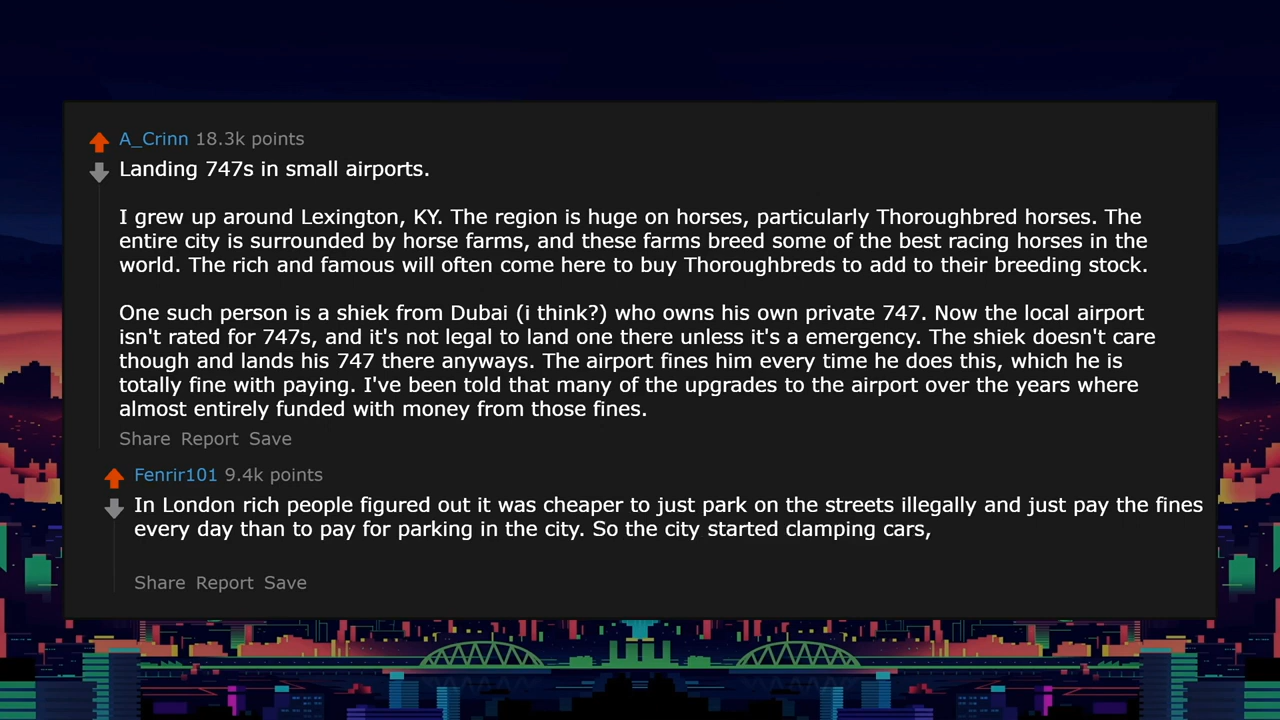 A_Crinn 18.3k points
Landing 747s in small airports.
I grew up around Lexington, KY. The region is huge on horses, particularly Thoroughbred horses. The
entire city is surrounded by horse farms, and these farms breed some of the best racing horses in the
world. The rich and famous will often come here to buy Thoroughbreds to add to their breeding stock.
One such person is a shiek from Dubai (i think?) who owns his own private 747. Now the local airport
isn't rated for 747s, and it's not legal to land one there unless it's a emergency. The shiek doesn't care
though and lands his 747 there anyways. The airport fines him every time he does this, which he is
totally fine with paying. I've been told that many of the upgrades to the airport over the years where
almost entirely funded with money from those fines.
Share Report Save
Fenrir101 9.4k points
In London rich people figured out it was cheaper to just park on the streets illegally and just pay the fines
every day than to pay for parking in the city. So the city started clamping cars,
Share Report Save